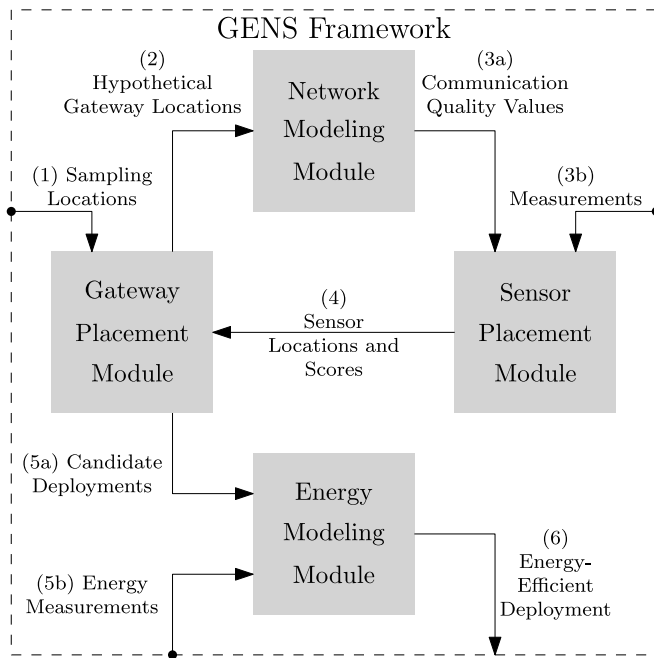 GENS Framework
(2)
Hypothetical
Gateway Locations
Network
Modeling
Module
(3a)
Communication
Quality Values
(1) Sampling
Locations
(3b)
Measurements
Gateway
Placement
Module
(4)
Sensor
Locations and
Scores
Sensor
Placement
Module
(5a) Candidate
Deployments
Energy
Modeling
Module
(5b) Energy
Measurements
(6)
Energy-
Efficient
Deployment